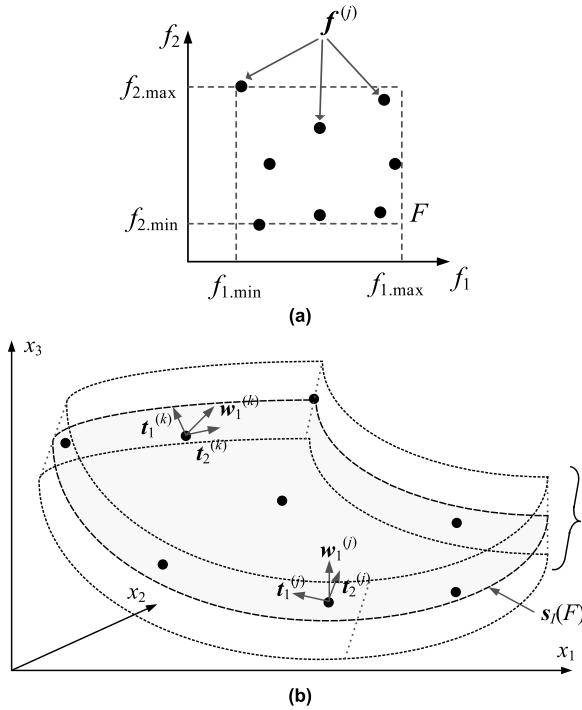 f₂ f⁽ʲ⁾
f₂.max
f₂.min F
f₁.min f₁.max f₁
(a)
x₃
t₁⁽ᵏ⁾ w₁⁽ᵏ⁾
t₂⁽ᵏ⁾
w₁⁽ʲ⁾
t₁⁽ʲ⁾ t₂⁽ʲ⁾
x₂
s_I(F)
x₁
(b)